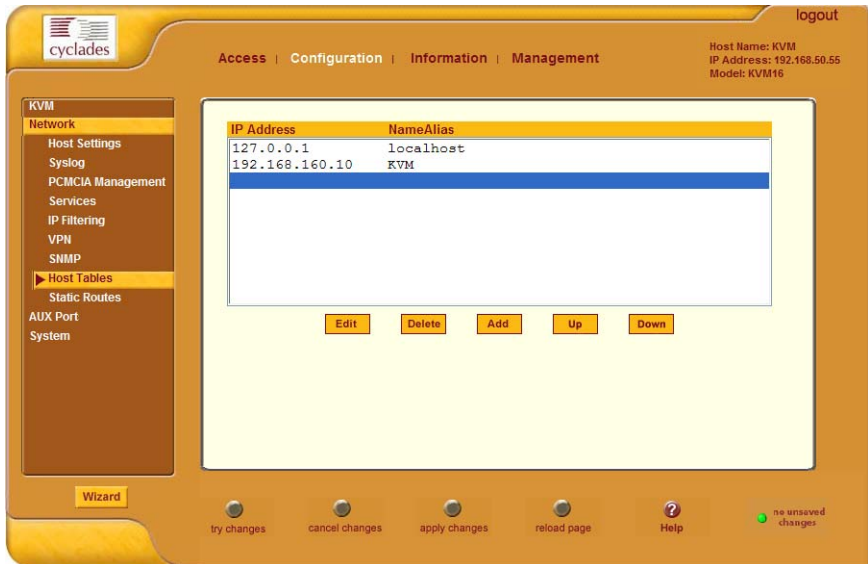 logout
cyclades
Access | Configuration | Information | Management
Host Name: KVM
IP Address: 192.168.50.55
Model: KVM16
KVM
Network
Host Settings
Syslog
PCMCIA Management
Services
IP Filtering
VPN
SNMP
Host Tables
Static Routes
AUX Port
System
Wizard
IP Address NameAlias
127.0.0.1 localhost
192.168.160.10 KVM
Edit Delete Add Up Down
try changes cancel changes apply changes reload page ? Help no unsaved changes